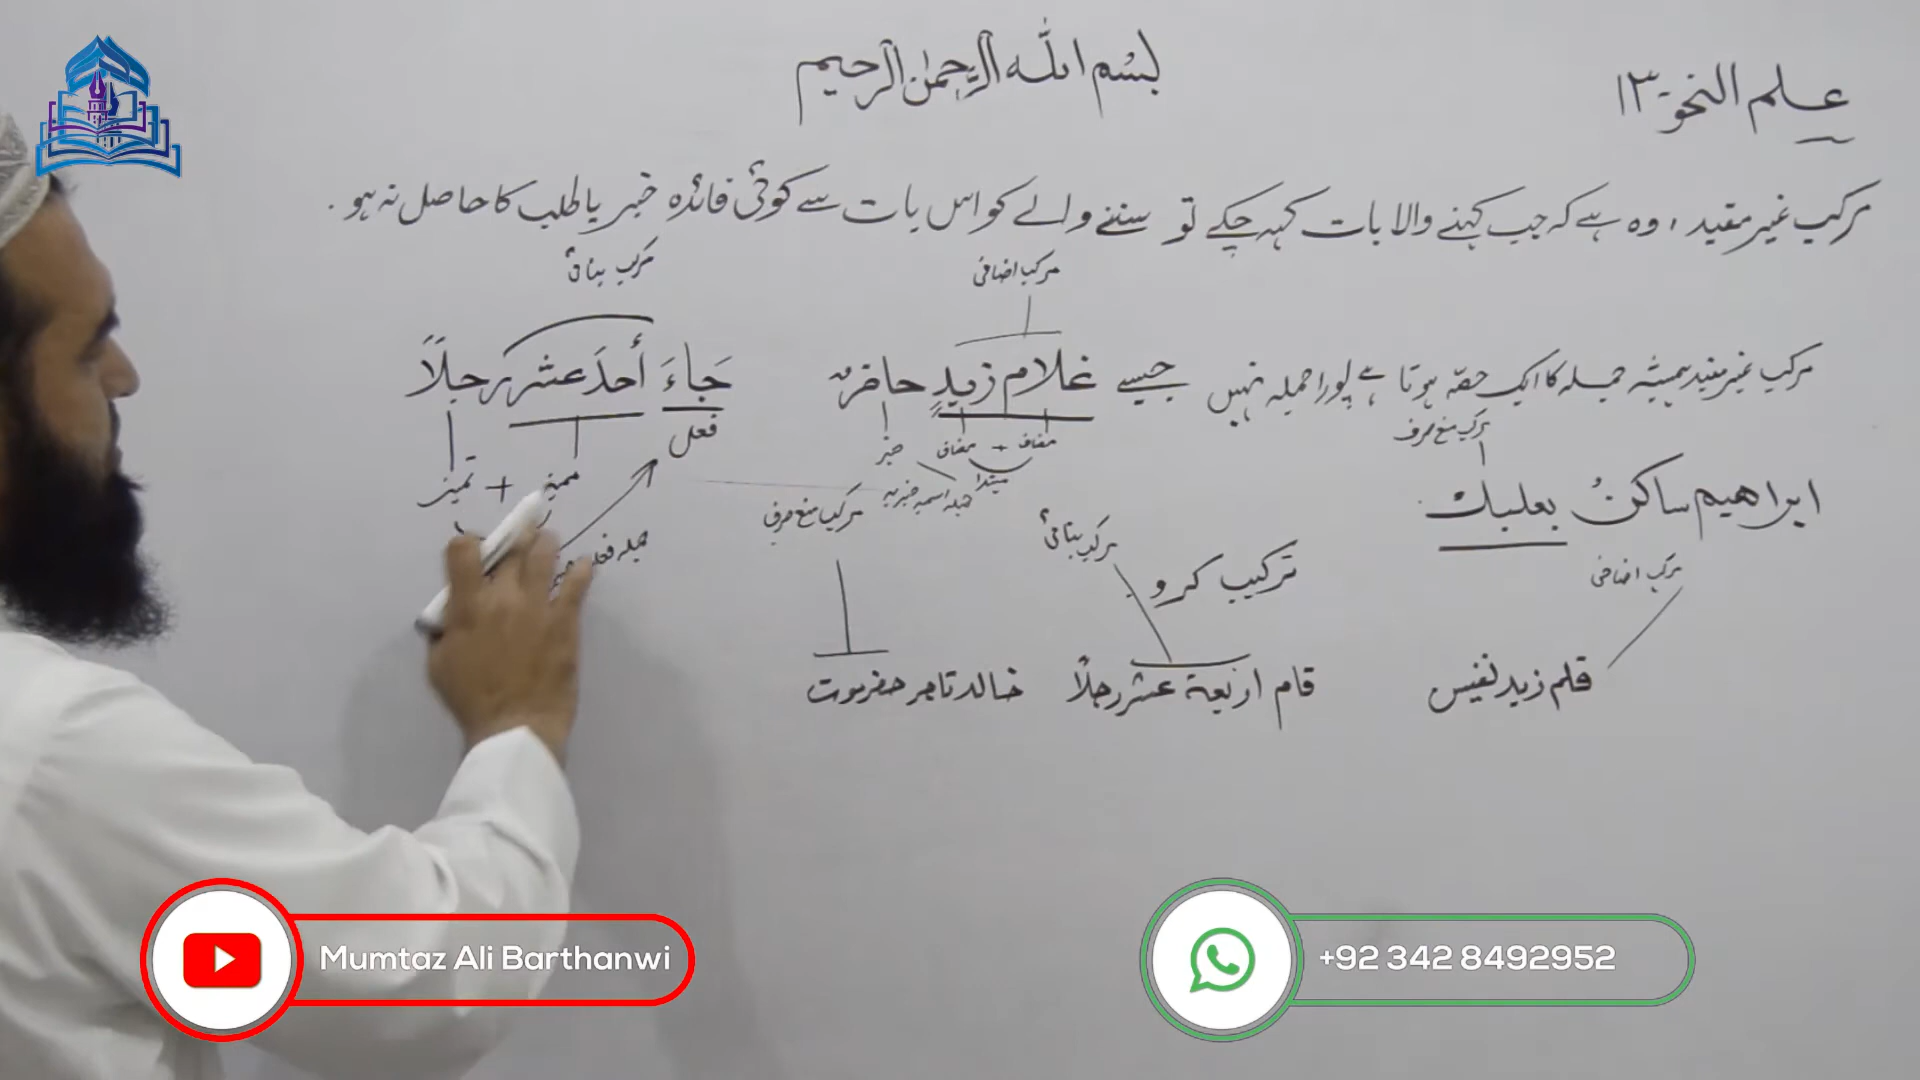 بسم اللہ الرحمٰن الرحیم
علم النحو-۱۳
مرکب غیر مفید، وہ ہے کہ جب کہنے والا بات کہہ چکے تو سننے والے کو اس بات سے کوئی فائدہ خبر یا طلب کا حاصل نہ ہو۔
مرکب اضافی
مرکب بنائی
مرکب غیر مفید ہمیشہ جملہ کا ایک حصہ ہوتا ہے پورا جملہ نہیں جیسے غلام زیدٍ حاضرٌ
جَاءَ أحدَ عشر رجلاً
مضاف + مضاف
خبر
فعل
ممیز + تمیز
مبتدا
جملہ اسمیہ خبریہ
مرکب منع صرف
ابراھیم ساکنُ بعلبک
مرکب منع صرف
مرکب بنائی
جملہ
ترکیب کرو۔
مرکب اضافی
قلم زید نفیس
قام اربعة عشر رجلاً
خالد تاجر حضرموت
Mumtaz Ali Barthanwi
+92 342 8492952